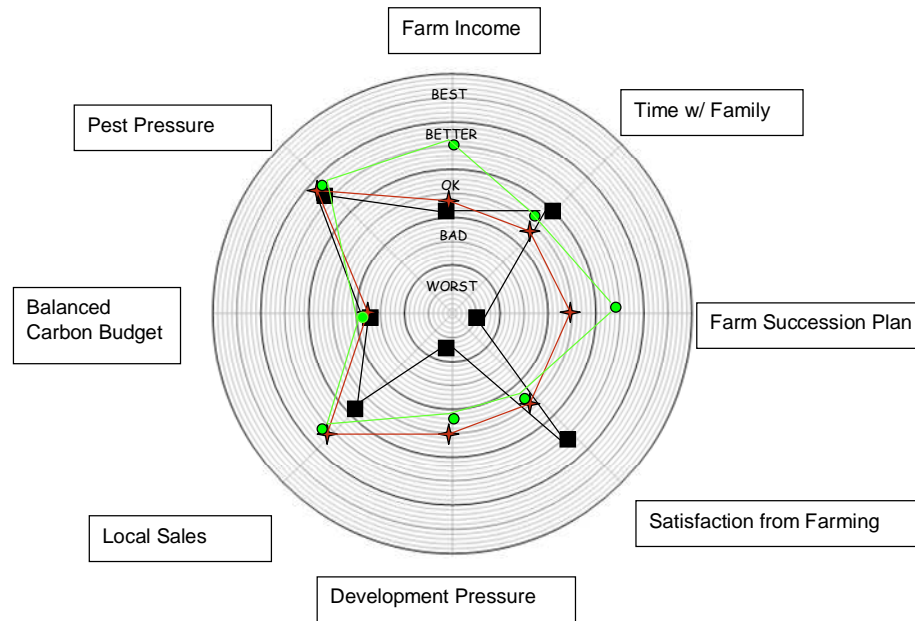 Farm Income
BEST
Time w/ Family
Pest Pressure
BETTER
OK
BAD
WORST
Balanced
Carbon Budget
Farm Succession Plan
Local Sales
Satisfaction from Farming
Development Pressure